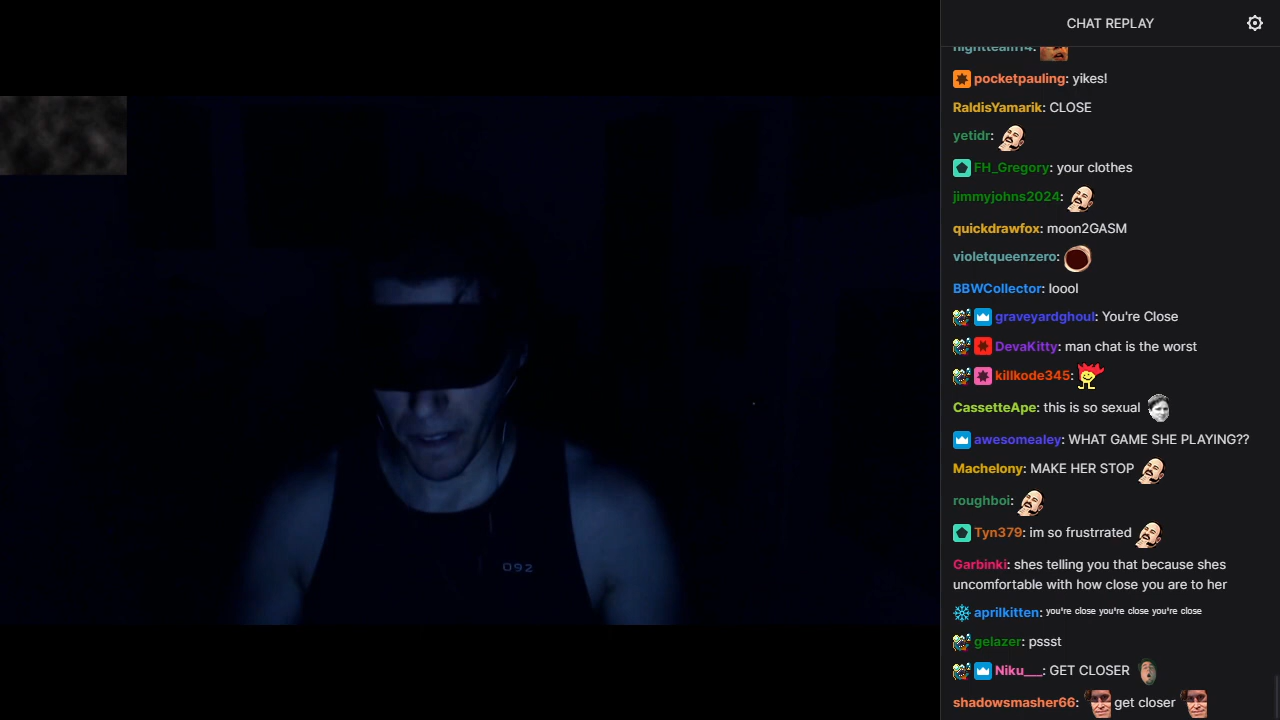 CHAT REPLAY
pocketpauling: yikes!
RaldisYamarik: CLOSE
yetidr:
FH_Gregory: your clothes
jimmyjohns2024:
quickdrawfox: moon2GASM
violetqueenzero:
BBWCollector: loool
graveyardghoul: You're Close
DevaKitty: man chat is the worst
killkode345:
CassetteApe: this is so sexual
awesomealey: WHAT GAME SHE PLAYING??
Machelony: MAKE HER STOP
roughboi:
Tyn379: im so frustrrated
Garbinki: shes telling you that because shes
uncomfortable with how close you are to her
aprilkitten: you're close you're close you're close
gelazer: pssst
Niku___: GET CLOSER
shadowsmasher66: get closer
092